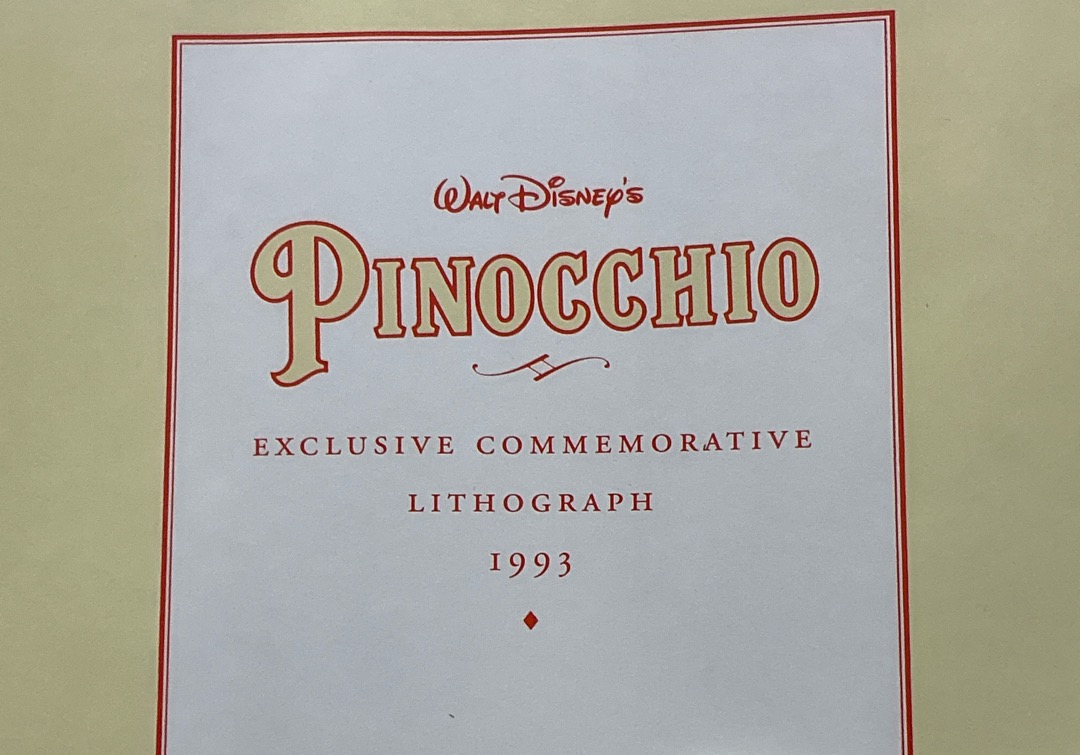 Walt Disney's
PINOCCHIO
EXCLUSIVE COMMEMORATIVE
LITHOGRAPH
1993